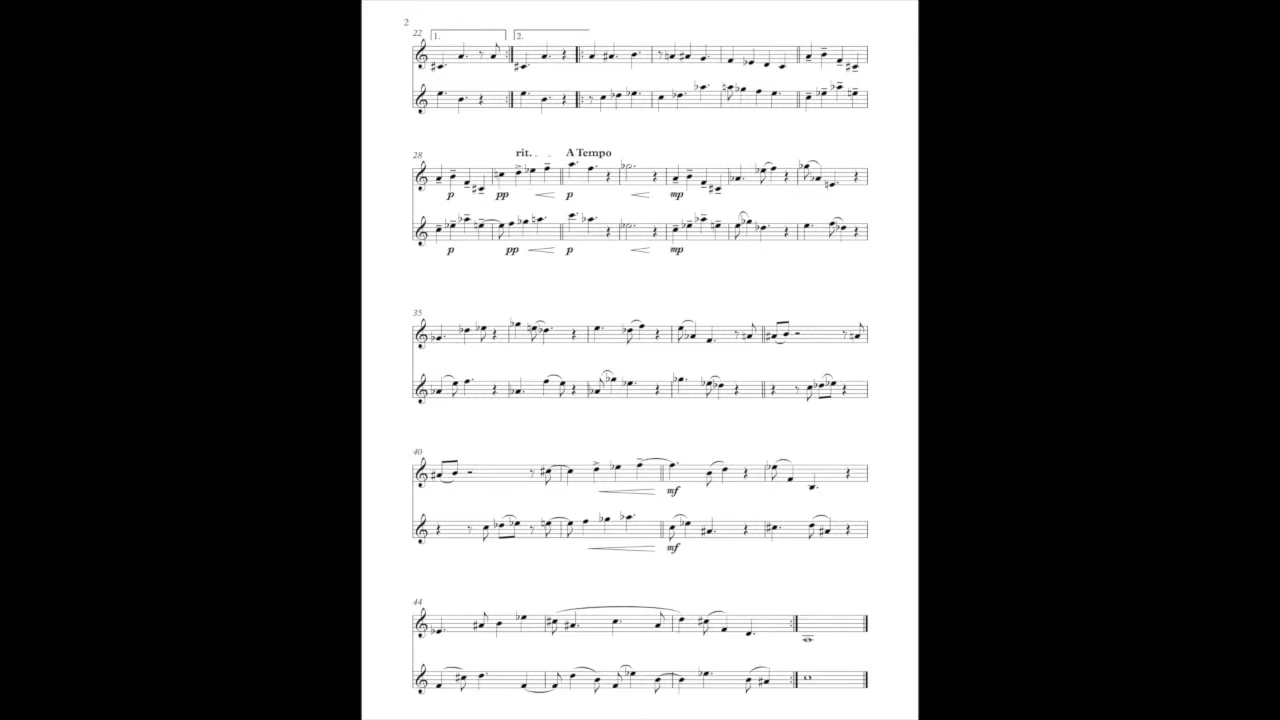 2
22 1. 2.
28 rit. A Tempo
p pp p mp
p pp p mp
35
40
mf
mf
44